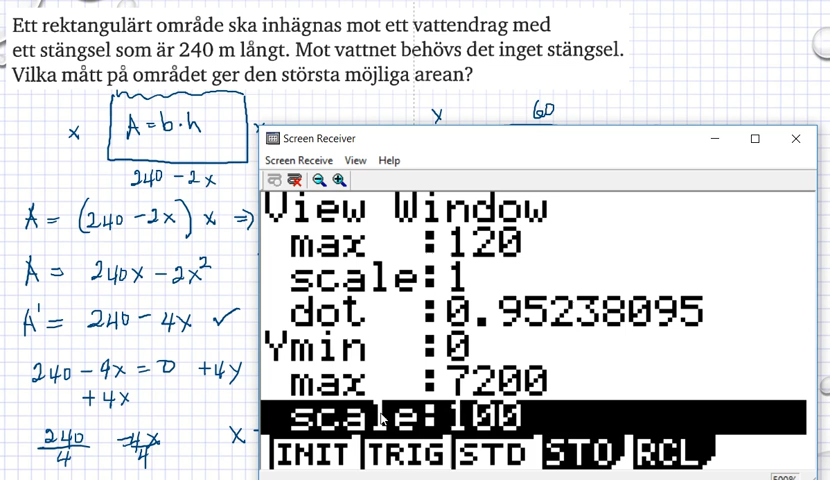 Ett rektangulärt område ska inhägnas mot ett vattendrag med
ett stängsel som är 240 m långt. Mot vattnet behövs det inget stängsel.
Vilka mått på området ger den största möjliga arean?
x A = b · h x 60
240 - 2x
A = (240 - 2x) x ⇒
A = 240x - 2x²
A' = 240 - 4x ✓
240 - 4x = 0 +4y
+ 4x
240/4 4x/4 x
Screen Receiver
Screen Receive View Help
View Window
max :120
scale:1
dot :0.95238095
Ymin :0
max :7200
scale:100
INIT TRIG STD STO RCL
500%